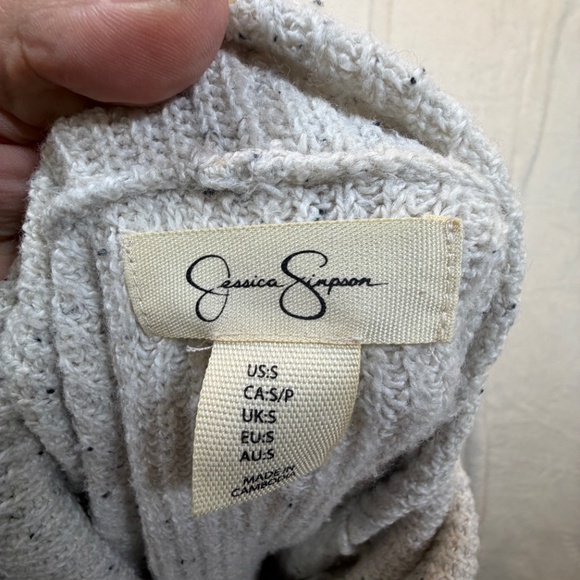 Jessica Simpson
US:S
CA:S/P
UK:S
EU:S
AU:S
MADE IN
CAMBODIA